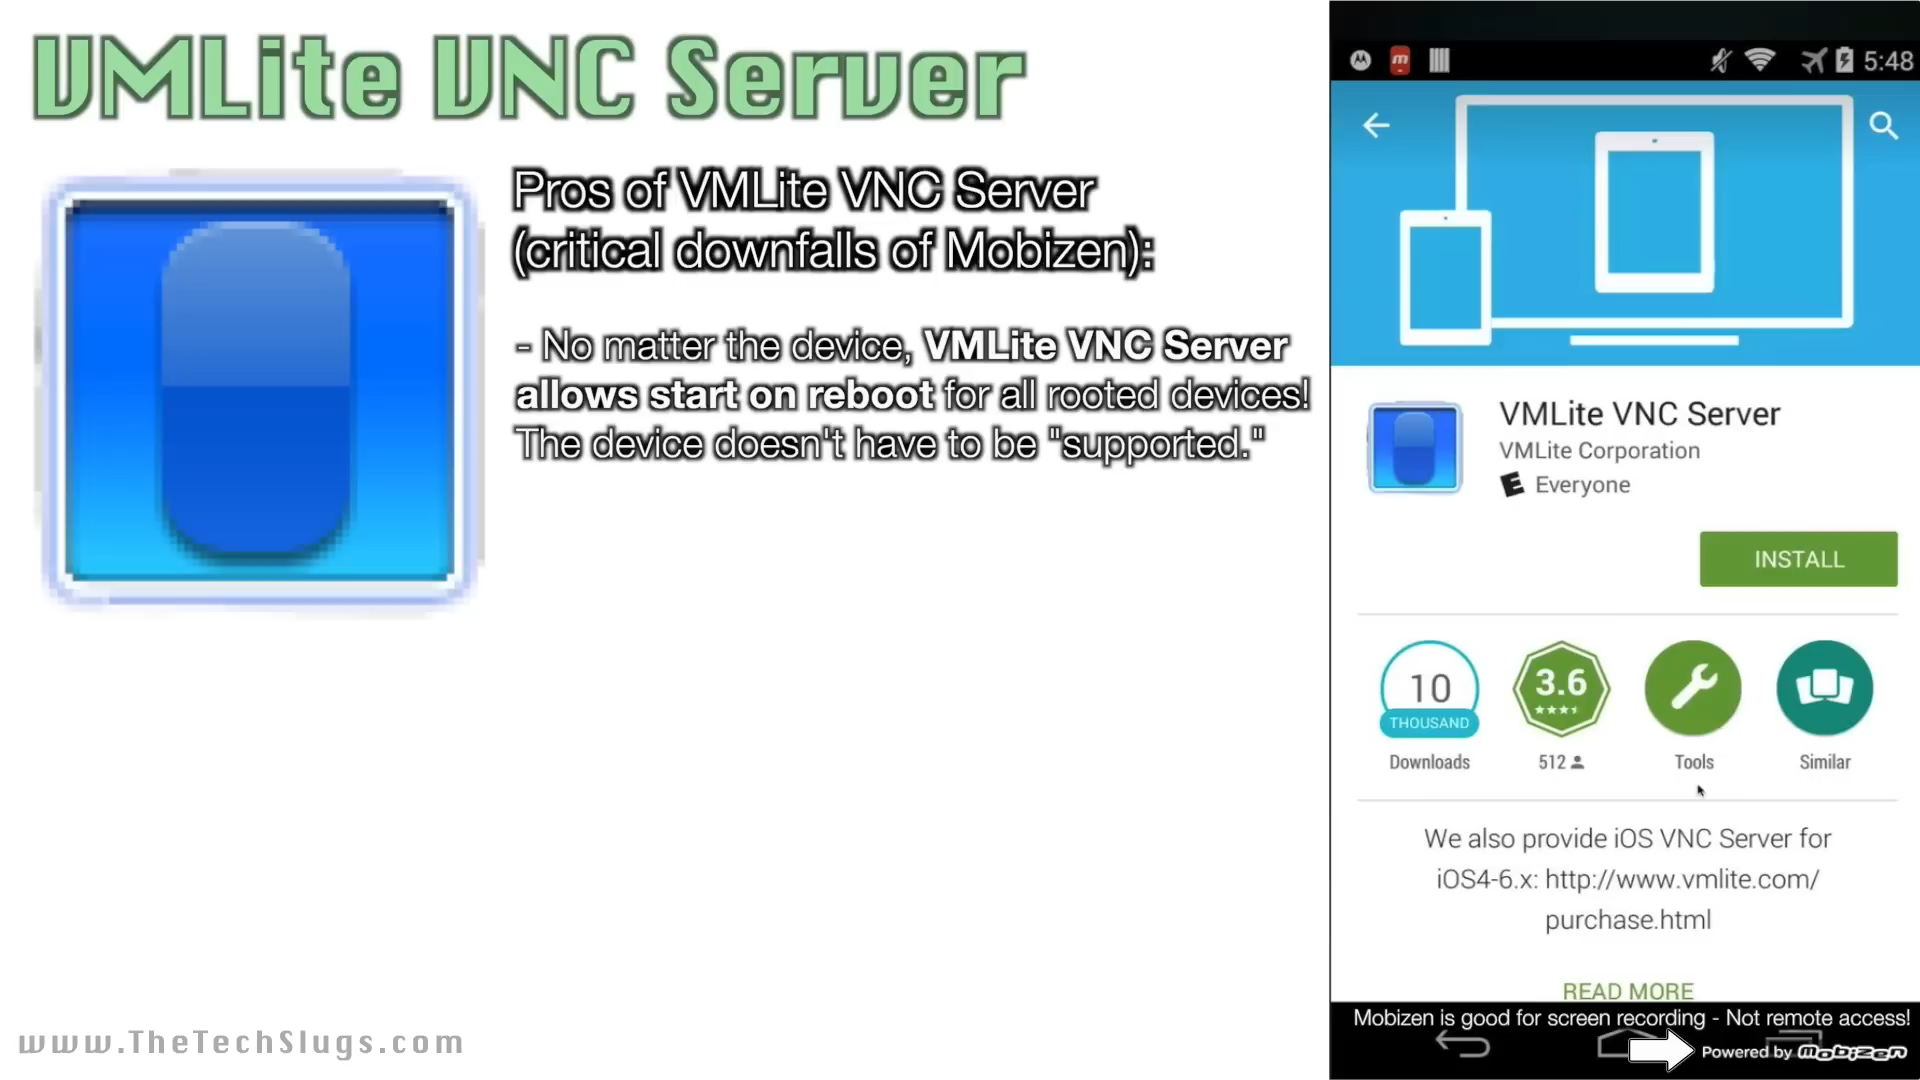 VMLite VNC Server
Pros of VMLite VNC Server
(critical downfalls of Mobizen):
- No matter the device, VMLite VNC Server
allows start on reboot for all rooted devices!
The device doesn't have to be "supported."
www.TheTechSlugs.com
5:48
VMLite VNC Server
VMLite Corporation
Everyone
INSTALL
10
THOUSAND
Downloads
3.6
512
Tools
Similar
We also provide iOS VNC Server for
iOS4-6.x: http://www.vmlite.com/
purchase.html
READ MORE
Mobizen is good for screen recording - Not remote access!
Powered by Mobizen